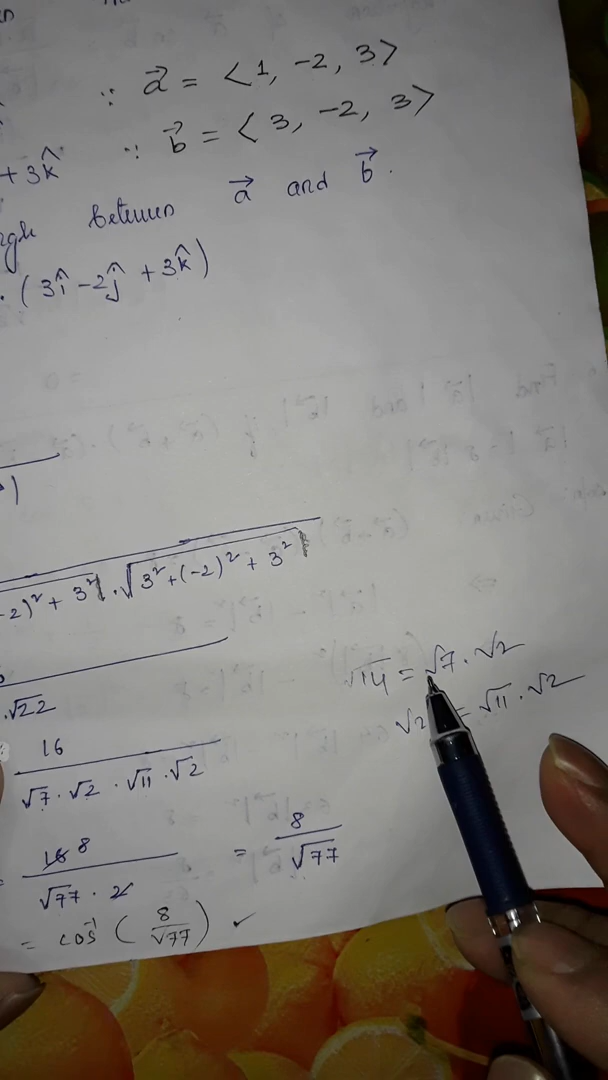 ∵ a⃗ = <1, -2, 3>
+ 3k̂ ∵ b⃗ = <3, -2, 3>
between a⃗ and b⃗.
. (3î - 2ĵ + 3k̂)
-2)² + 3² . √3² + (-2)² + 3²
. √22
√14 = √7 . √2
√2 = √11 . √2
16
√7 . √2 . √11 . √2
= 16 8
√77 . 2
= 8
√77
= cos⁻¹ (8/√77) ✓